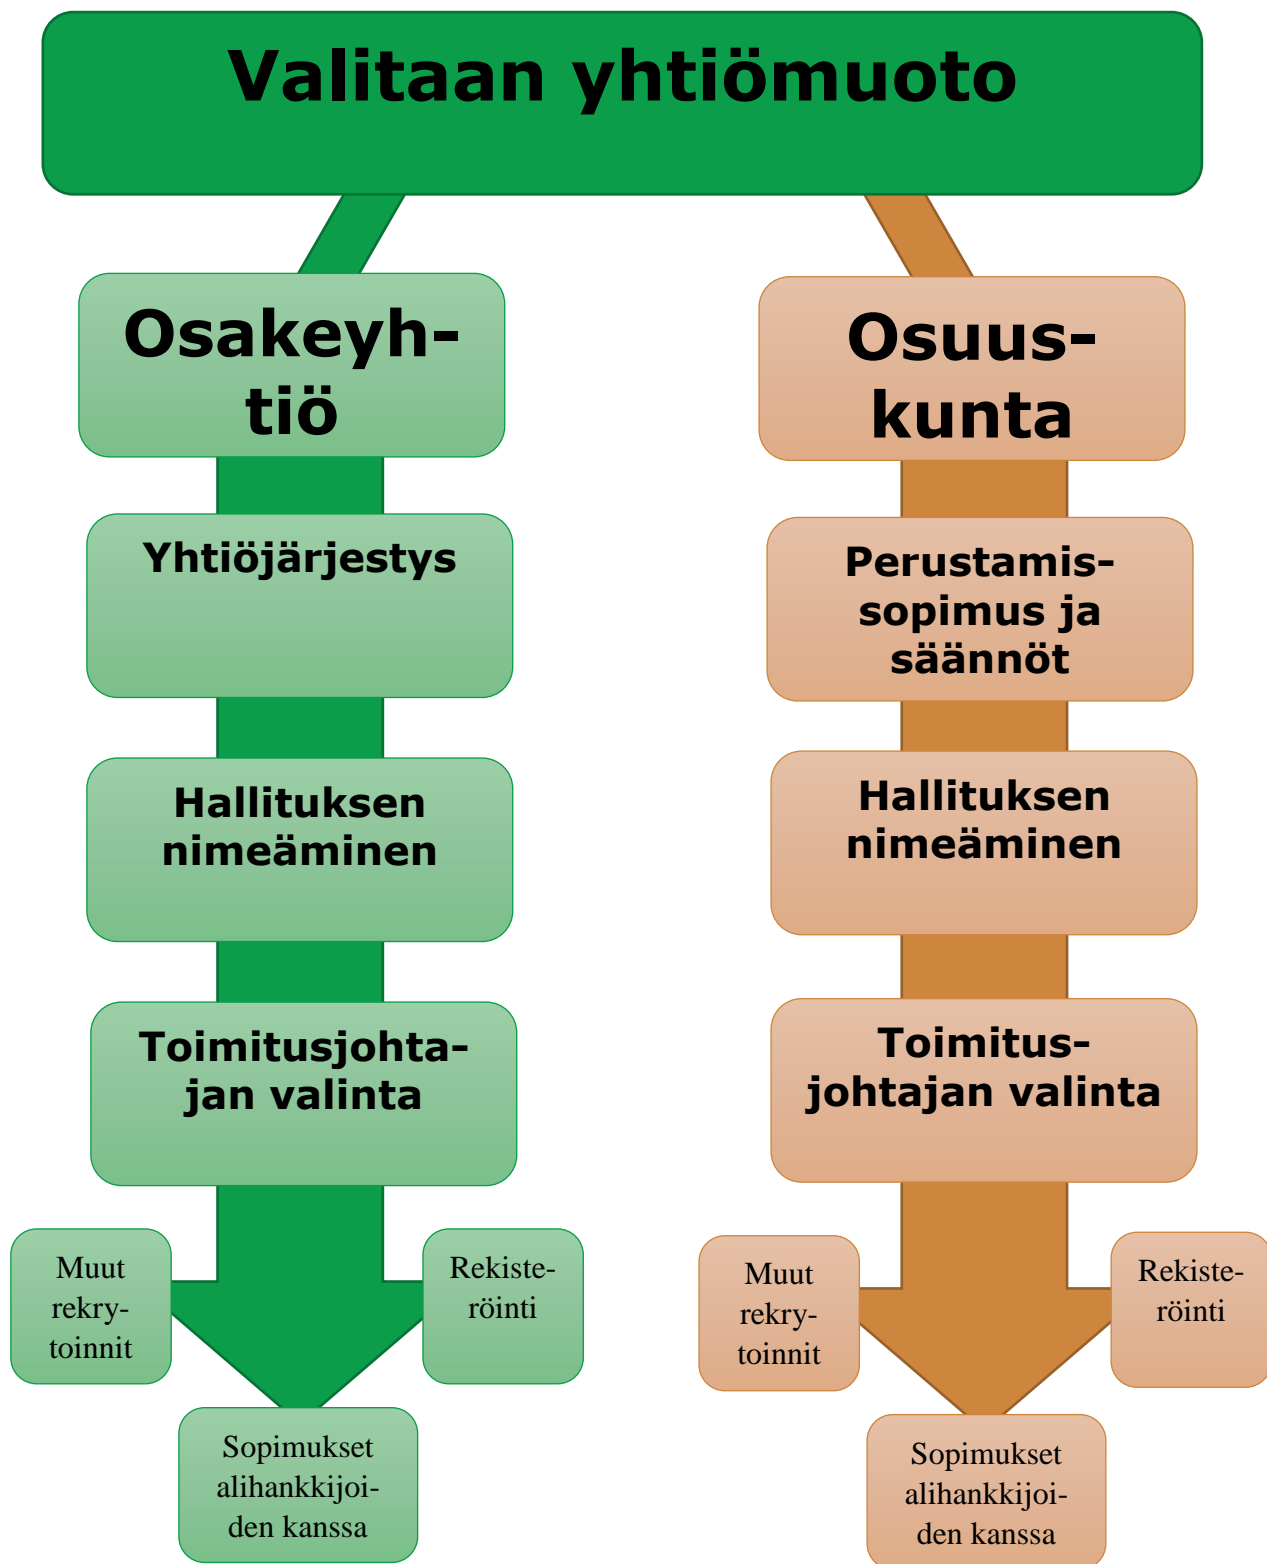 Valitaan yhtiömuoto
Osakeyh-
tiö
Yhtiöjärjestys
Hallituksen
nimeäminen
Toimitusjohta-
jan valinta
Muut
rekry-
toinnit
Rekiste-
röinti
Sopimukset
alihankkijoi-
den kanssa
Osuus-
kunta
Perustamis-
sopimus ja
säännöt
Hallituksen
nimeäminen
Toimitus-
johtajan valinta
Muut
rekry-
toinnit
Rekiste-
röinti
Sopimukset
alihankkijoi-
den kanssa